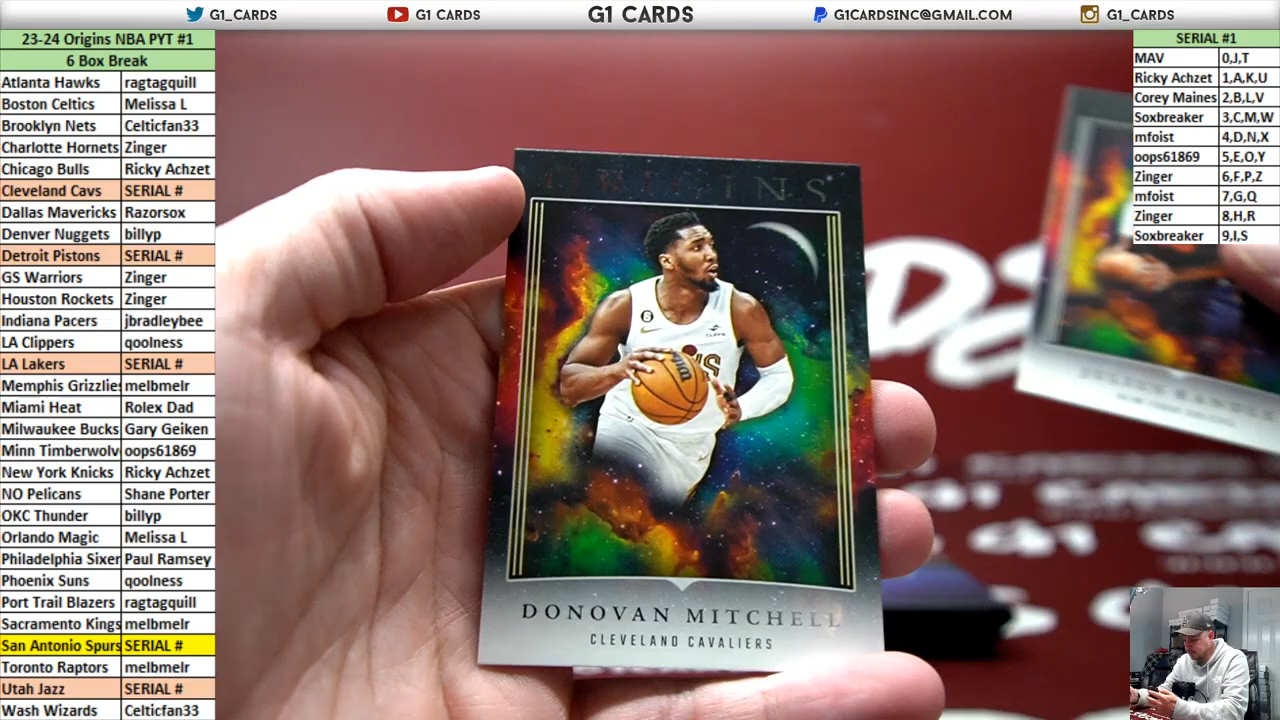 G1_CARDS G1 CARDS G1 CARDS G1CARDSINC@GMAIL.COM G1_CARDS
23-24 Origins NBA PYT #1
6 Box Break
Atlanta Hawks ragtagquill
Boston Celtics Melissa L
Brooklyn Nets Celticfan33
Charlotte Hornets Zinger
Chicago Bulls Ricky Achzet
Cleveland Cavs SERIAL #
Dallas Mavericks Razorsox
Denver Nuggets billyp
Detroit Pistons SERIAL #
GS Warriors Zinger
Houston Rockets Zinger
Indiana Pacers jbradleybee
LA Clippers qoolness
LA Lakers SERIAL #
Memphis Grizzlies melbmelr
Miami Heat Rolex Dad
Milwaukee Bucks Gary Geiken
Minn Timberwolv oops61869
New York Knicks Ricky Achzet
NO Pelicans Shane Porter
OKC Thunder billyp
Orlando Magic Melissa L
Philadelphia Sixer Paul Ramsey
Phoenix Suns qoolness
Port Trail Blazers ragtagquill
Sacramento Kings melbmelr
San Antonio Spurs SERIAL #
Toronto Raptors melbmelr
Utah Jazz SERIAL #
Wash Wizards Celticfan33
ORIGINS
DONOVAN MITCHELL
CLEVELAND CAVALIERS
SERIAL #1
MAV 0,J,T
Ricky Achzet 1,A,K,U
Corey Maines 2,B,L,V
Soxbreaker 3,C,M,W
mfoist 4,D,N,X
oops61869 5,E,O,Y
Zinger 6,F,P,Z
mfoist 7,G,Q
Zinger 8,H,R
Soxbreaker 9,I,S